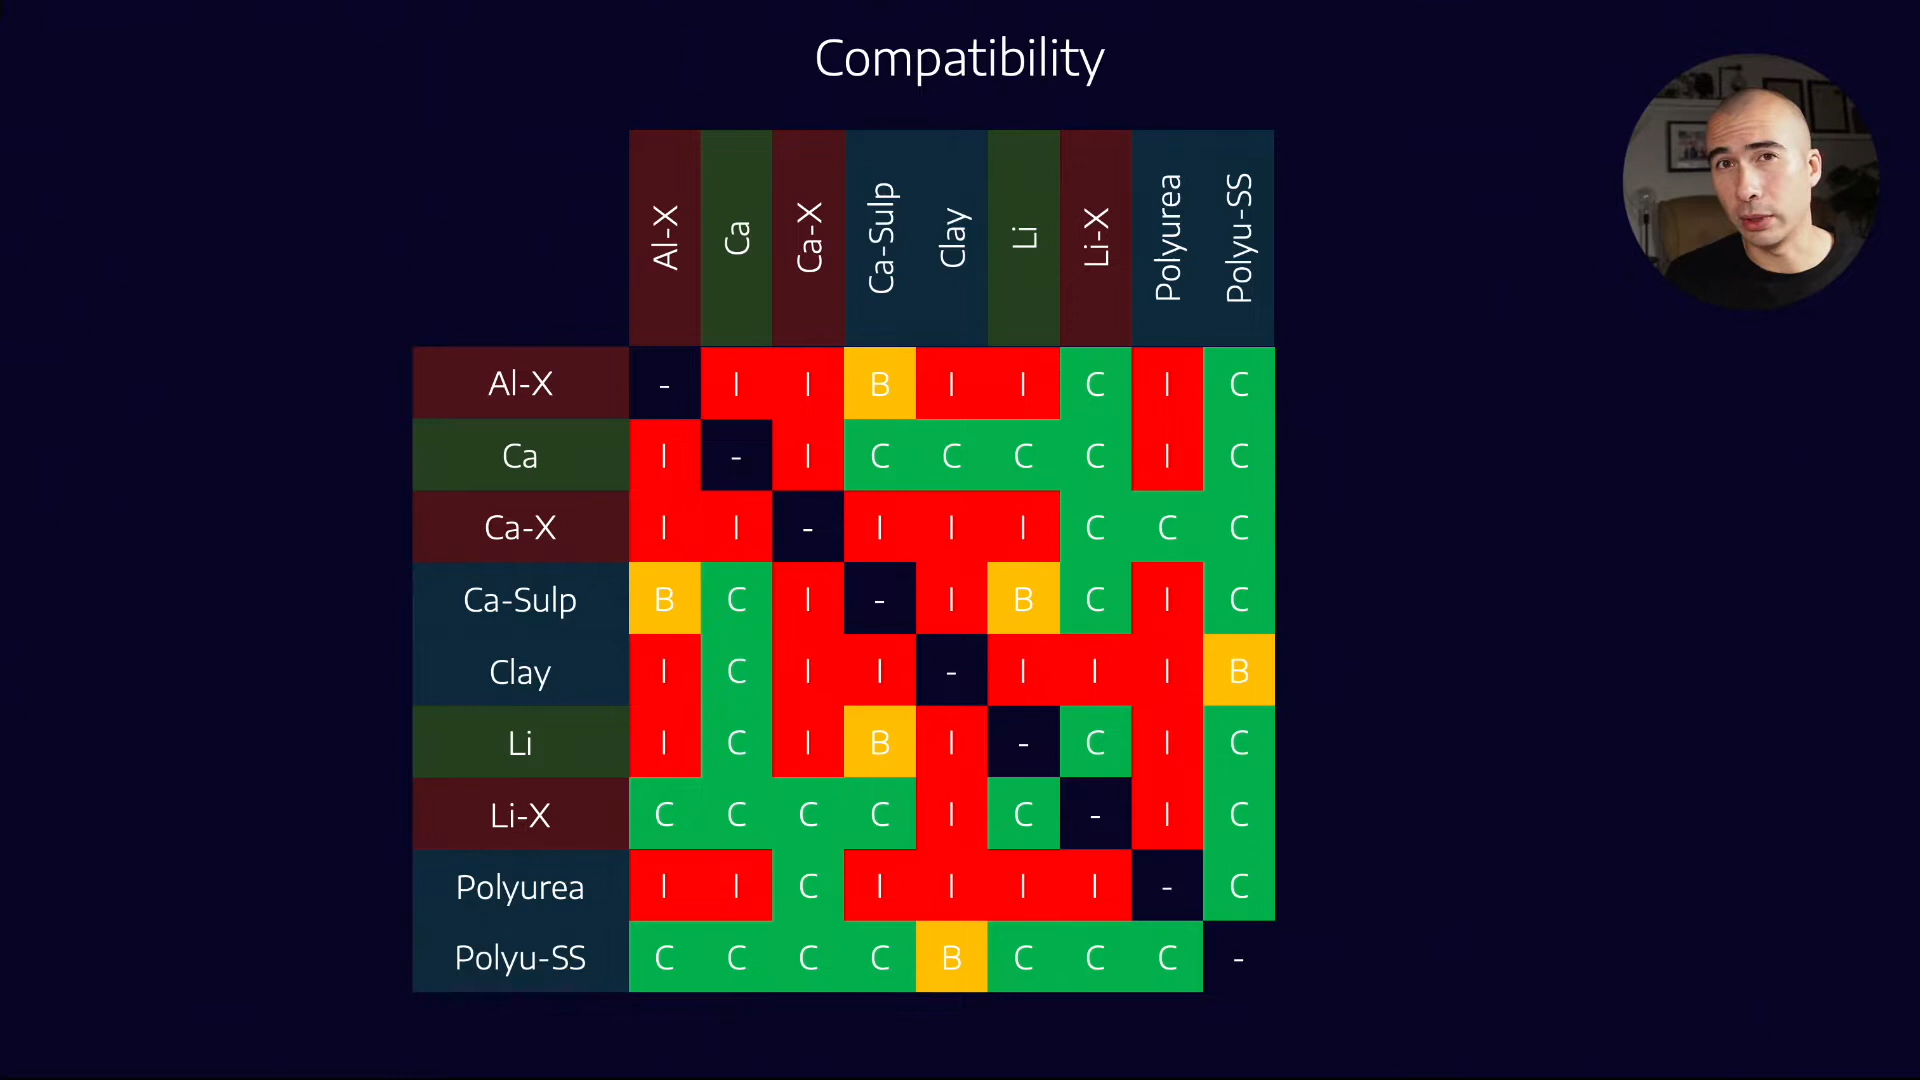 Compatibility
Al-X Ca Ca-X Ca-Sulp Clay Li Li-X Polyurea Polyu-SS
Al-X - I I B I I C I C
Ca I - I C C C C I C
Ca-X I I - I I I C C C
Ca-Sulp B C I - I B C I C
Clay I C I I - I I I B
Li I C I B I - C I C
Li-X C C C C I C - I C
Polyurea I I C I I I I - C
Polyu-SS C C C C B C C C -